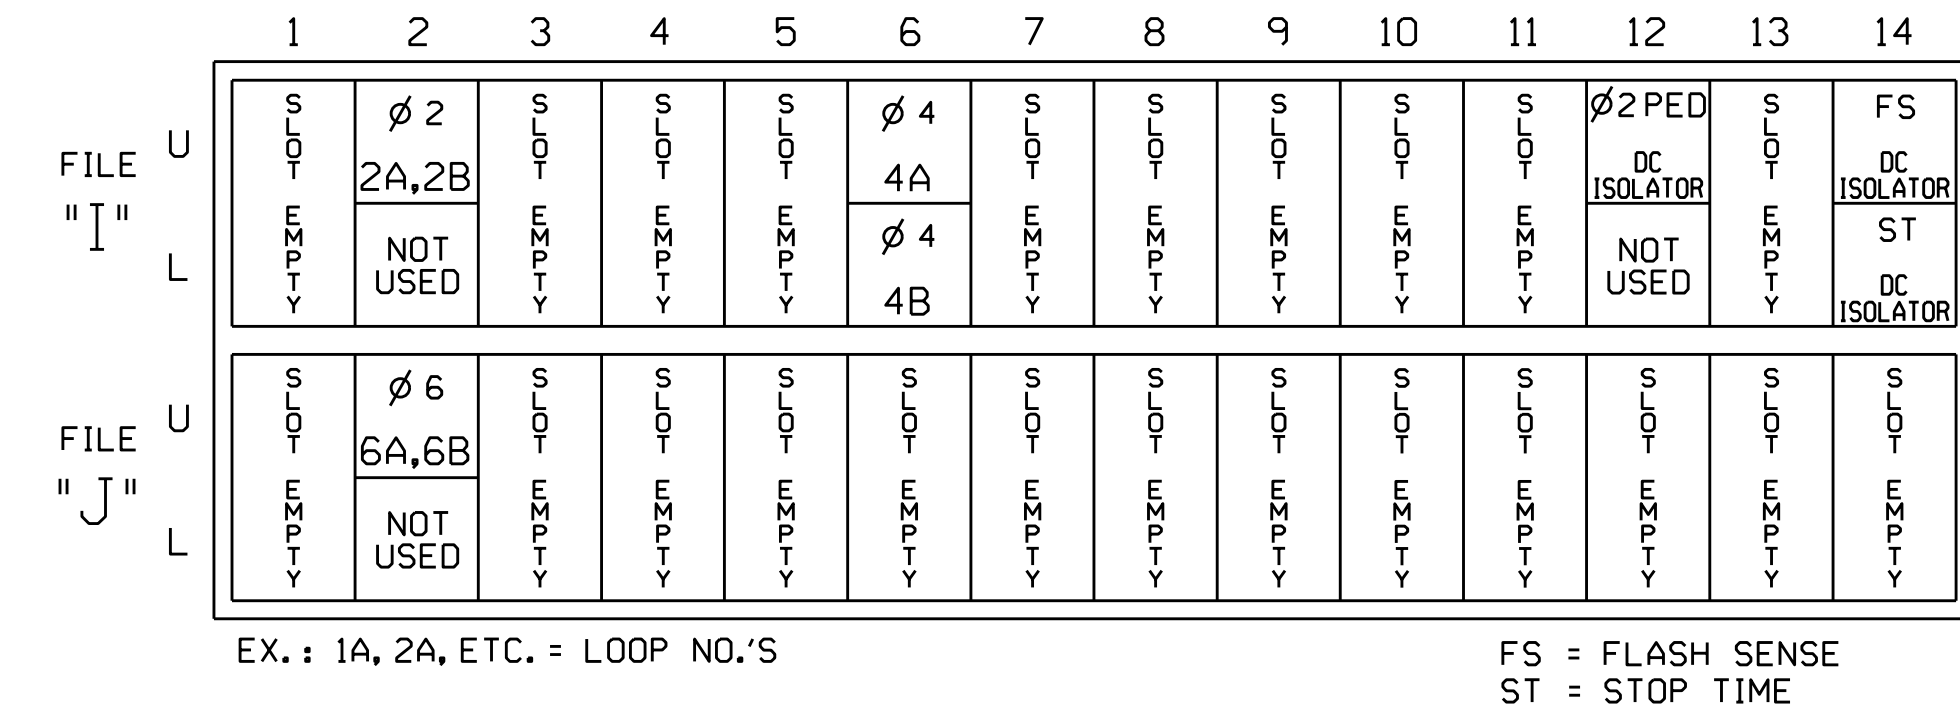 1 2 3 4 5 6 7 8 9 10 11 12 13 14
FILE "I"
U
L
SLOT EMPTY
Ø 2
2A,2B
NOT USED
SLOT EMPTY
SLOT EMPTY
SLOT EMPTY
Ø 4
4A
Ø 4
4B
SLOT EMPTY
SLOT EMPTY
SLOT EMPTY
SLOT EMPTY
SLOT EMPTY
Ø2 PED
DC
ISOLATOR
NOT USED
SLOT EMPTY
FS
DC
ISOLATOR
ST
DC
ISOLATOR
FILE "J"
U
L
SLOT EMPTY
Ø 6
6A,6B
NOT USED
SLOT EMPTY
SLOT EMPTY
SLOT EMPTY
SLOT EMPTY
SLOT EMPTY
SLOT EMPTY
SLOT EMPTY
SLOT EMPTY
SLOT EMPTY
SLOT EMPTY
SLOT EMPTY
SLOT EMPTY
EX.: 1A, 2A, ETC. = LOOP NO.'S
FS = FLASH SENSE
ST = STOP TIME